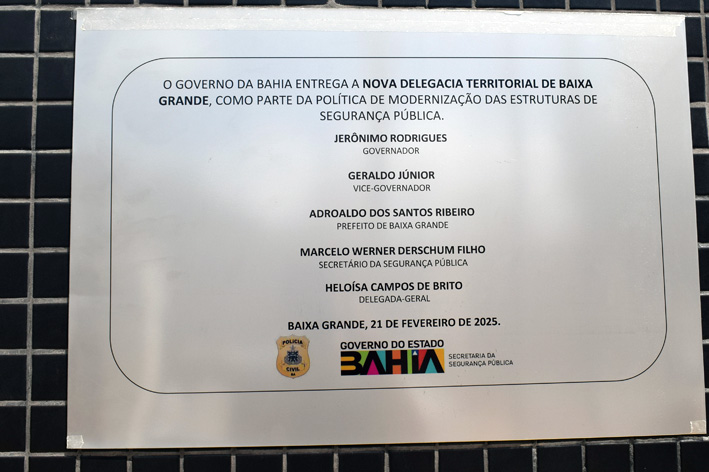 O GOVERNO DA BAHIA ENTREGA A NOVA DELEGACIA TERRITORIAL DE BAIXA
GRANDE, COMO PARTE DA POLÍTICA DE MODERNIZAÇÃO DAS ESTRUTURAS DE
SEGURANÇA PÚBLICA.
JERÔNIMO RODRIGUES
GOVERNADOR
GERALDO JÚNIOR
VICE-GOVERNADOR
ADROALDO DOS SANTOS RIBEIRO
PREFEITO DE BAIXA GRANDE
MARCELO WERNER DERSCHUM FILHO
SECRETÁRIO DA SEGURANÇA PÚBLICA
HELOÍSA CAMPOS DE BRITO
DELEGADA-GERAL
BAIXA GRANDE, 21 DE FEVEREIRO DE 2025.
POLÍCIA
CIVIL
BA
GOVERNO DO ESTADO
BAHIA
SECRETARIA DA
SEGURANÇA PÚBLICA